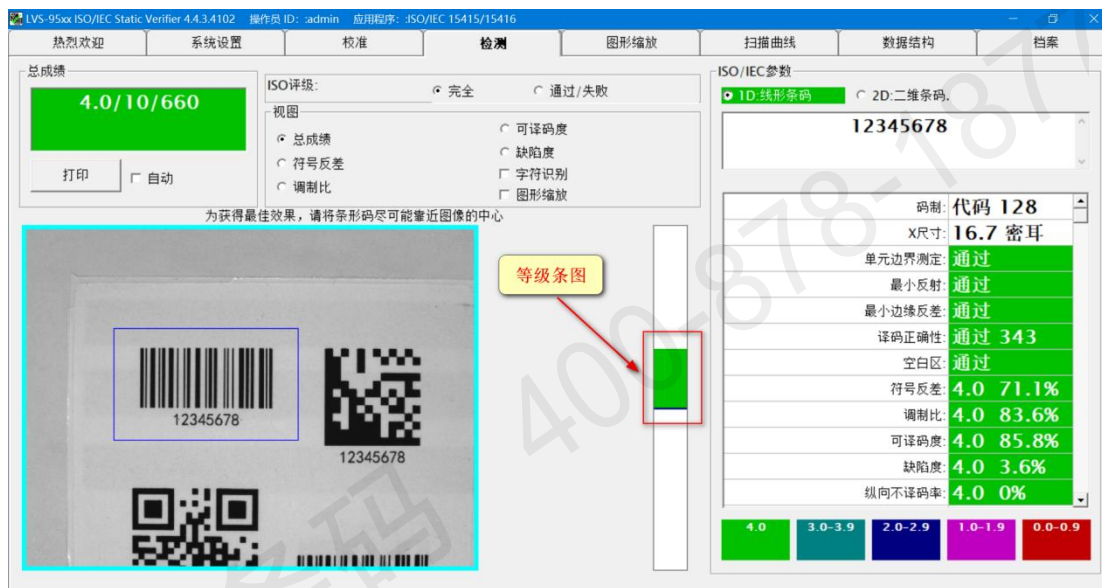 LVS-95xx ISO/IEC Static Verifier 4.4.3.4102 操作员 ID: :admin 应用程序: :ISO/IEC 15415/15416
热烈欢迎 系统设置 校准 检测 图形缩放 扫描曲线 数据结构 档案
总成绩
4.0/10/660
打印
自动
ISO评级:
完全
通过/失败
视图
总成绩
符号反差
调制比
可译码度
缺陷度
字符识别
图形缩放
为获得最佳效果，请将条形码尽可能靠近图像的中心
12345678
12345678
等级条图
ISO/IEC参数
1D:线形条码
2D:二维条码.
12345678
码制: 代码 128
X尺寸: 16.7 密耳
单元边界测定: 通过
最小反射: 通过
最小边缘反差: 通过
译码正确性: 通过 343
空白区: 通过
符号反差: 4.0 71.1%
调制比: 4.0 83.6%
可译码度: 4.0 85.8%
缺陷度: 4.0 3.6%
纵向不译码率: 4.0 0%
4.0 3.0-3.9 2.0-2.9 1.0-1.9 0.0-0.9
400-878-187